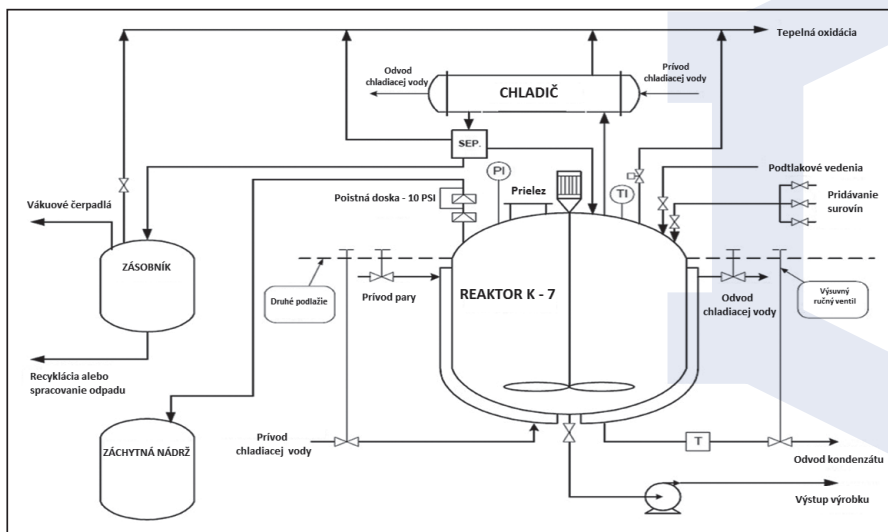 Tepelná oxidácia
Odvod
chladiacej vody
Prívod
chladiacej vody
CHLADIČ
SEP.
PI
TI
Prielez
Poistná doska - 10 PSI
Podtlakové vedenia
Pridávanie
surovín
Vákuové čerpadlá
ZÁSOBNÍK
Druhé podlažie
Prívod pary
REAKTOR K - 7
Odvod
chladiacej vody
Výsuvný
ručný ventil
Recyklácia alebo
spracovanie odpadu
ZÁCHYTNÁ NÁDRŽ
Prívod
chladiacej vody
T
Odvod kondenzátu
Výstup výrobku